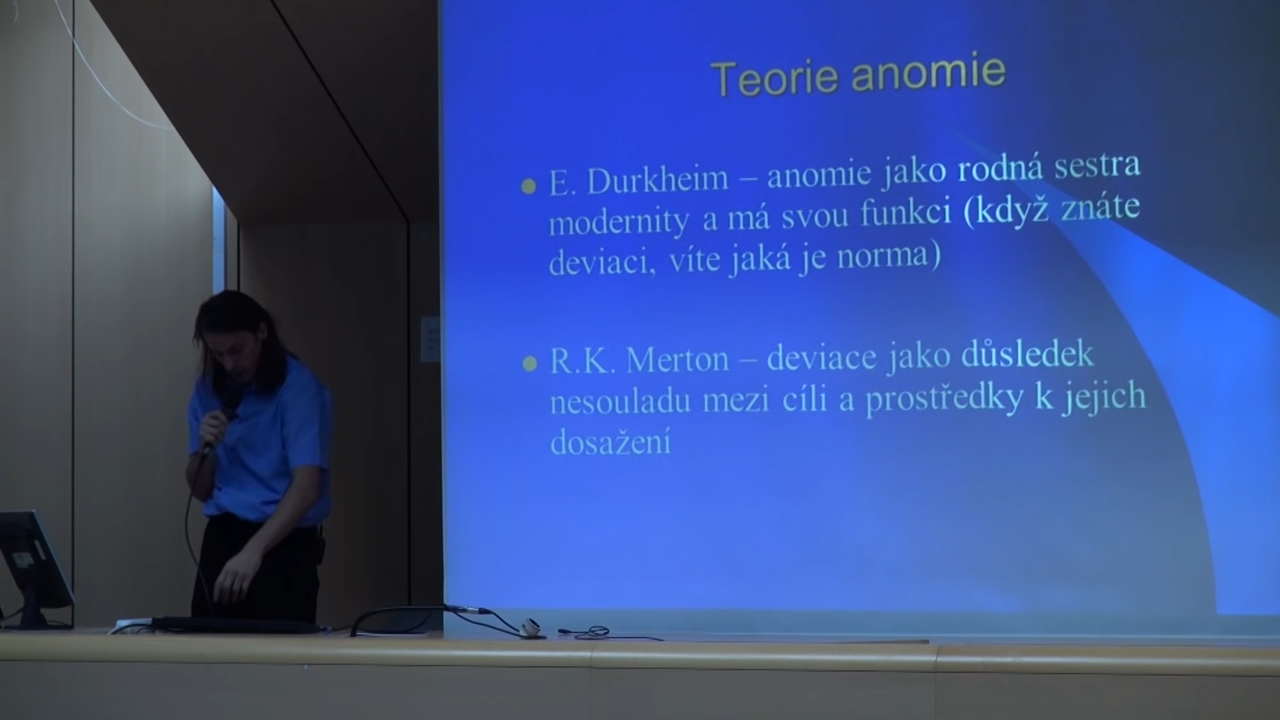 Teorie anomie
E. Durkheim – anomie jako rodná sestra
modernity a má svou funkci (když znáte
deviaci, víte jaká je norma)
R.K. Merton – deviace jako důsledek
nesouladu mezi cíli a prostředky k jejich
dosažení